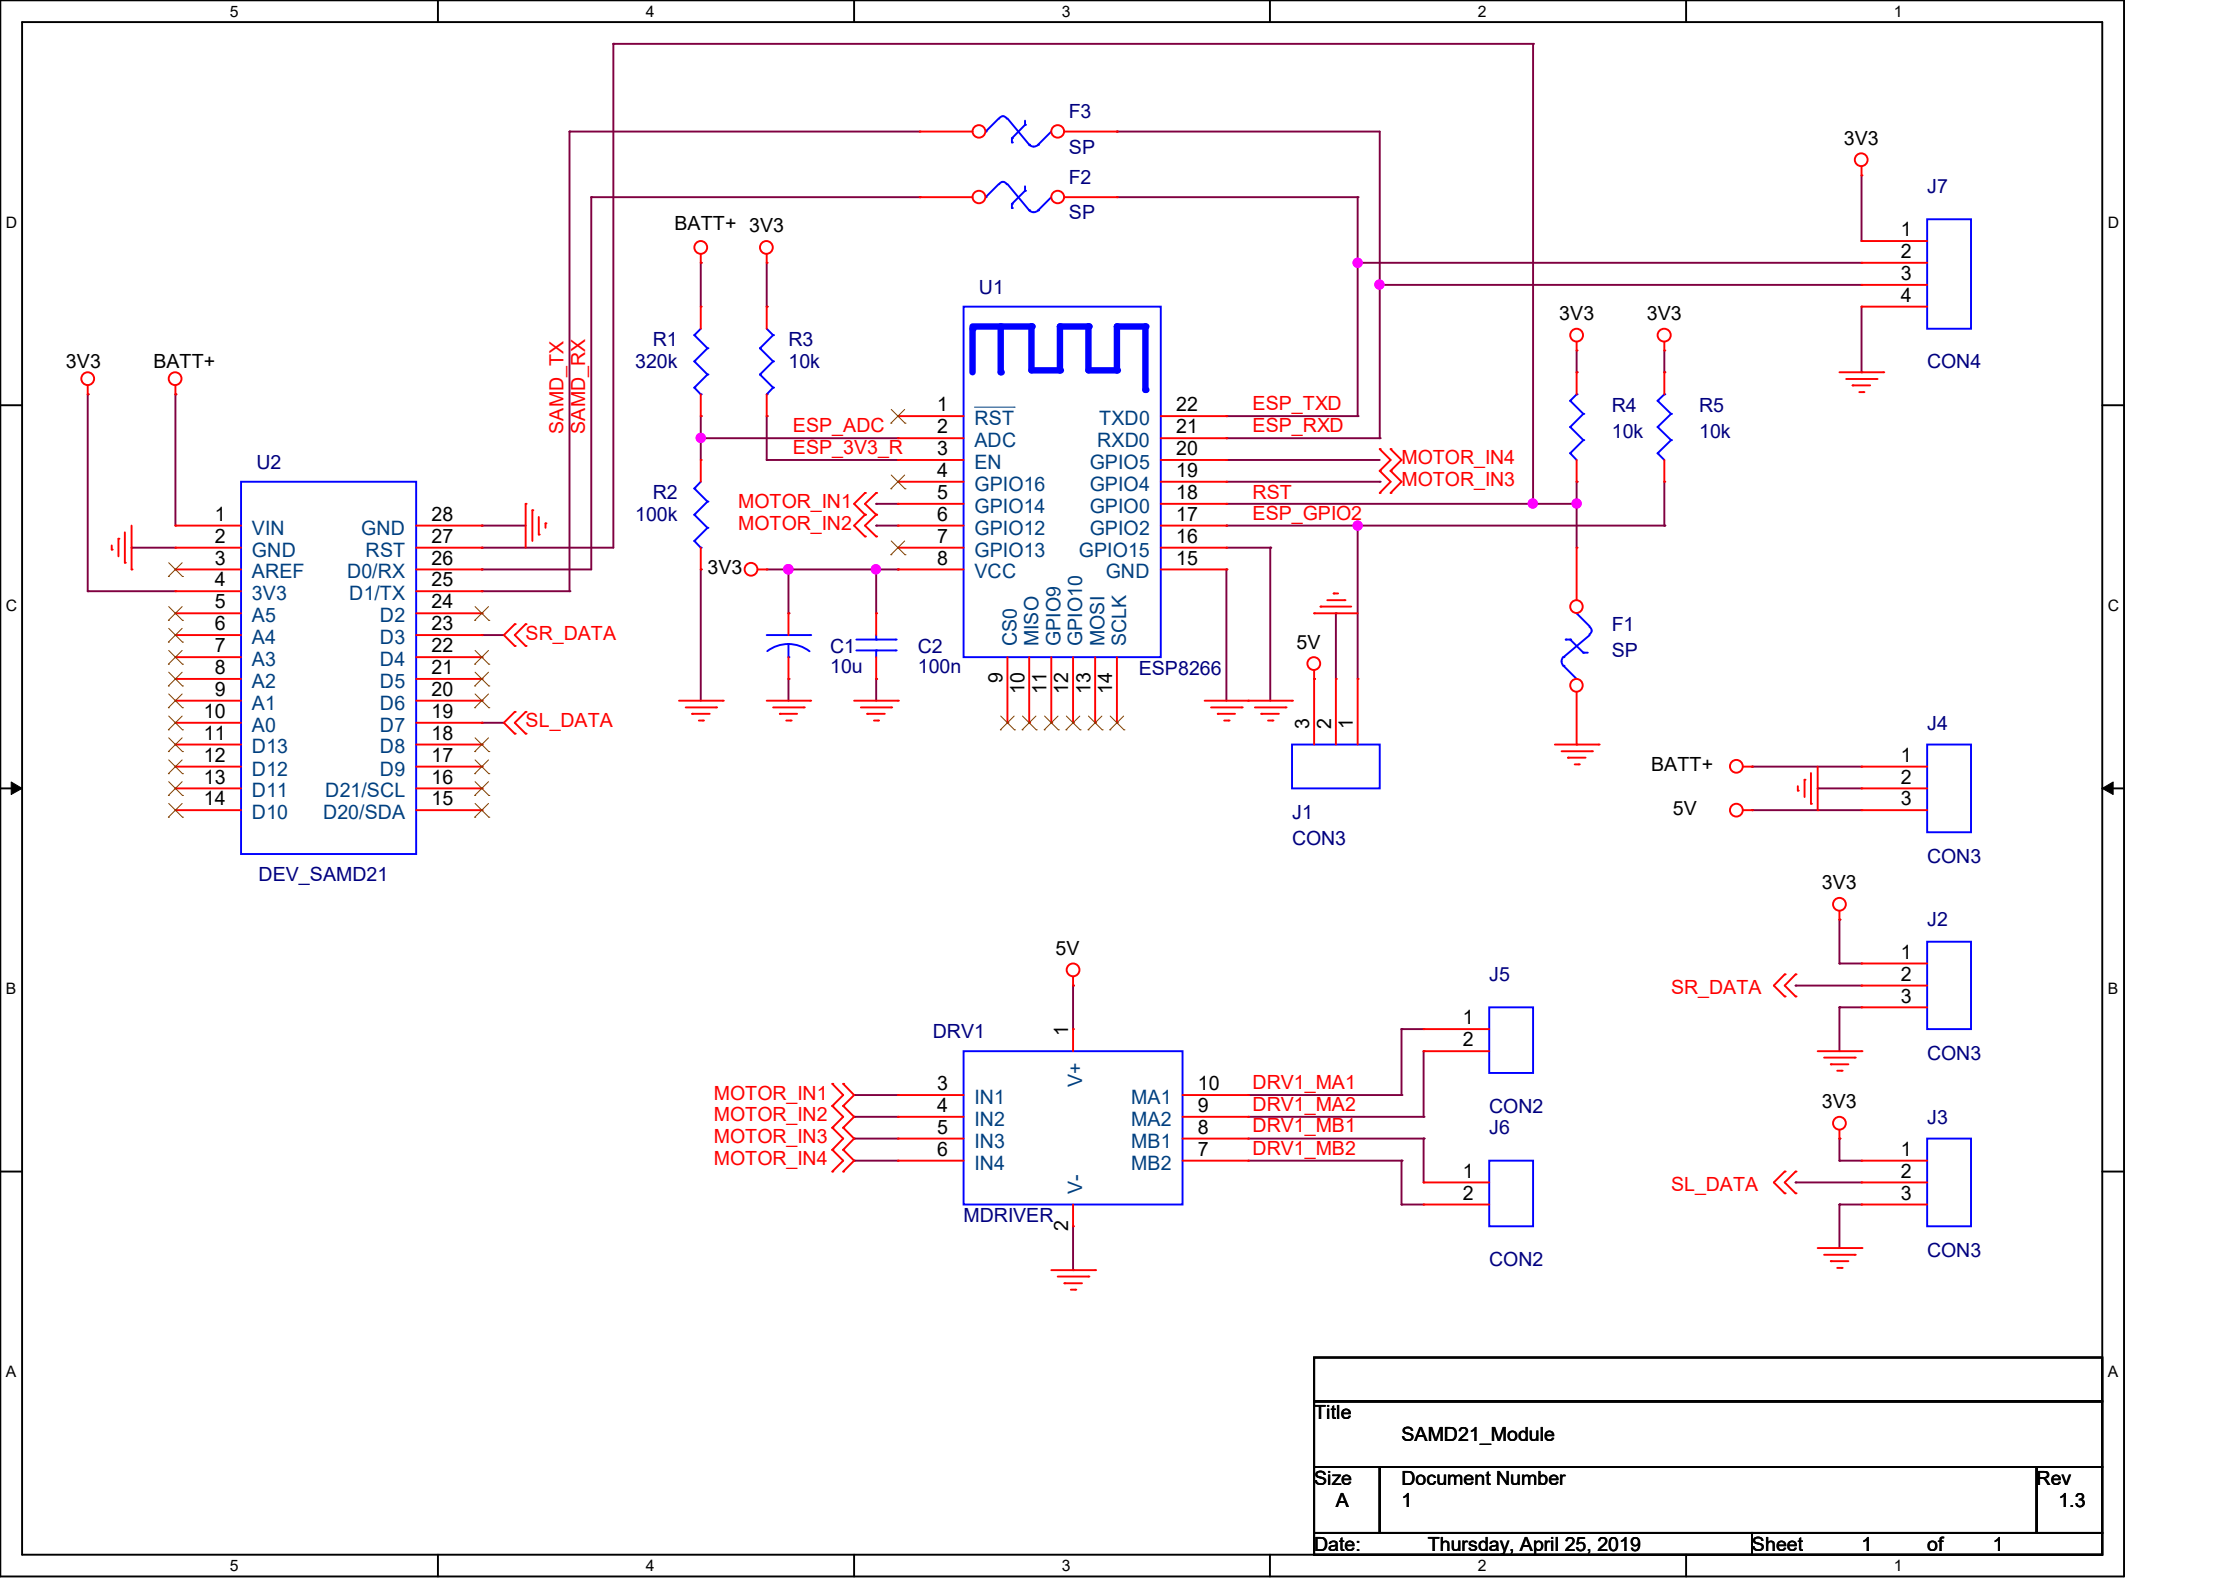 5 4 3 2 1
D
D
C
C
B
B
A
A
F3
SP
F2
SP
BATT+ 3V3
R1
320k
R3
10k
R2
100k
SAMD_TX
SAMD_RX
3V3 BATT+
U2
1 VIN
2 GND
3 AREF
4 3V3
5 A5
6 A4
7 A3
8 A2
9 A1
10 A0
11 D13
12 D12
13 D11
14 D10
GND 28
RST 27
D0/RX 26
D1/TX 25
D2 24
D3 23 SR_DATA
D4 22
D5 21
D6 20
D7 19 SL_DATA
D8 18
D9 17
D21/SCL 16
D20/SDA 15
DEV_SAMD21
U1
1 RST
ESP_ADC 2 ADC
ESP_3V3_R 3 EN
4 GPIO16
MOTOR_IN1 5 GPIO14
MOTOR_IN2 6 GPIO12
7 GPIO13
3V3 8 VCC
TXD0 22 ESP_TXD
RXD0 21 ESP_RXD
GPIO5 20 MOTOR_IN4
GPIO4 19 MOTOR_IN3
GPIO0 18 RST
GPIO2 17 ESP_GPIO2
GPIO15 16
GND 15
CS0 9
MISO 10
GPIO9 11
GPIO10 12
MOSI 13
SCLK 14
ESP8266
C1
10u
C2
100n
3V3 3V3
R4
10k
R5
10k
F1
SP
5V
3 2 1
J1
CON3
3V3
J7
1
2
3
4
CON4
J4
BATT+ 1
2
5V 3
CON3
3V3
J2
1
SR_DATA 2
3
CON3
3V3
J3
1
SL_DATA 2
3
CON3
5V
DRV1
1
V+
MOTOR_IN1 3 IN1
MOTOR_IN2 4 IN2
MOTOR_IN3 5 IN3
MOTOR_IN4 6 IN4
MA1 10 DRV1_MA1
MA2 9 DRV1_MA2
MB1 8 DRV1_MB1
MB2 7 DRV1_MB2
V-
MDRIVER 2
J5
1
2
CON2
J6
1
2
CON2
Title
SAMD21_Module
Size Document Number Rev
A 1 1.3
Date: Thursday, April 25, 2019 Sheet 1 of 1
5 4 3 2 1